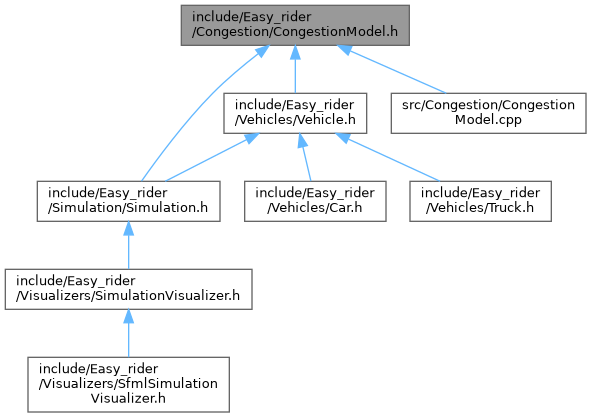 include/Easy_rider
/Congestion/CongestionModel.h
include/Easy_rider
/Vehicles/Vehicle.h
src/Congestion/Congestion
Model.cpp
include/Easy_rider
/Simulation/Simulation.h
include/Easy_rider
/Vehicles/Car.h
include/Easy_rider
/Vehicles/Truck.h
include/Easy_rider
/Visualizers/SimulationVisualizer.h
include/Easy_rider
/Visualizers/SfmlSimulation
Visualizer.h